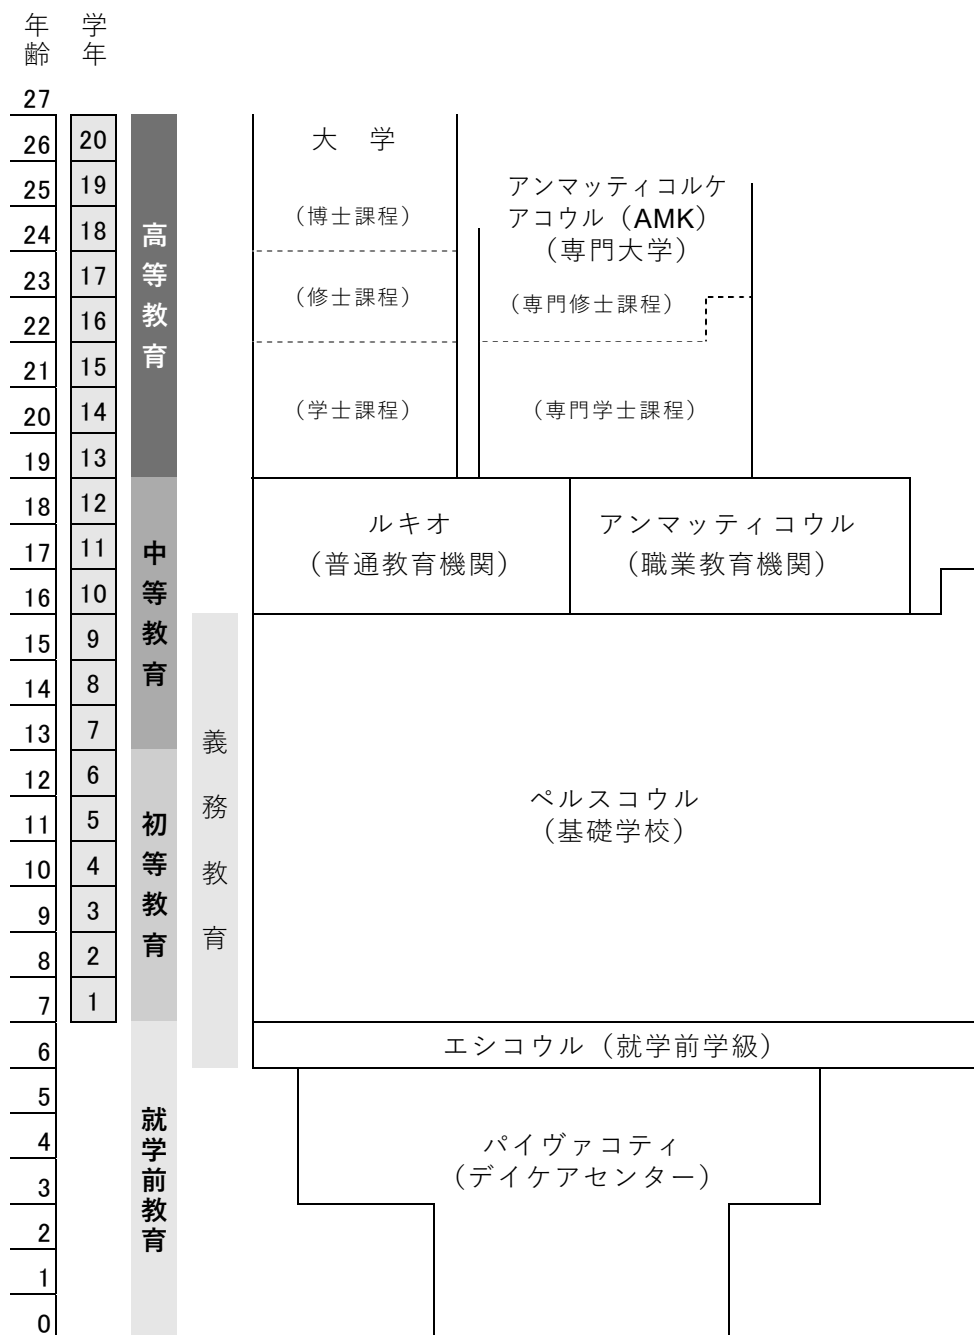 年齢
学年
27
26
25
24
23
22
21
20
19
18
17
16
15
14
13
12
11
10
9
8
7
6
5
4
3
2
1
0
20
19
18
17
16
15
14
13
12
11
10
9
8
7
6
5
4
3
2
1
高等教育
中等教育
初等教育
就学前教育
義務教育
大 学
(博士課程)
(修士課程)
(学士課程)
アンマッティコルケ
アコウル(AMK)
(専門大学)
(専門修士課程)
(専門学士課程)
ルキオ
(普通教育機関)
アンマッティコウル
(職業教育機関)
ペルスコウル
(基礎学校)
エシコウル(就学前学級)
パイヴァコティ
(デイケアセンター)